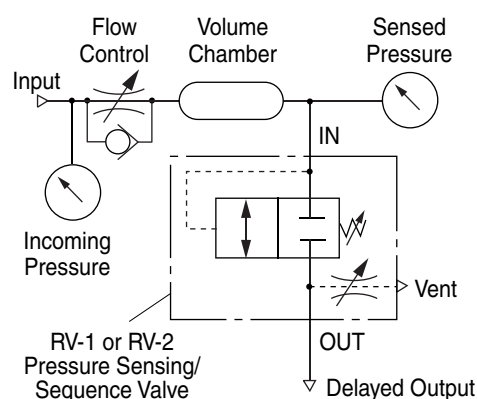 Flow
Control
Volume
Chamber
Sensed
Pressure
Input
IN
Incoming
Pressure
Vent
RV-1 or RV-2
Pressure Sensing/
Sequence Valve
OUT
Delayed Output